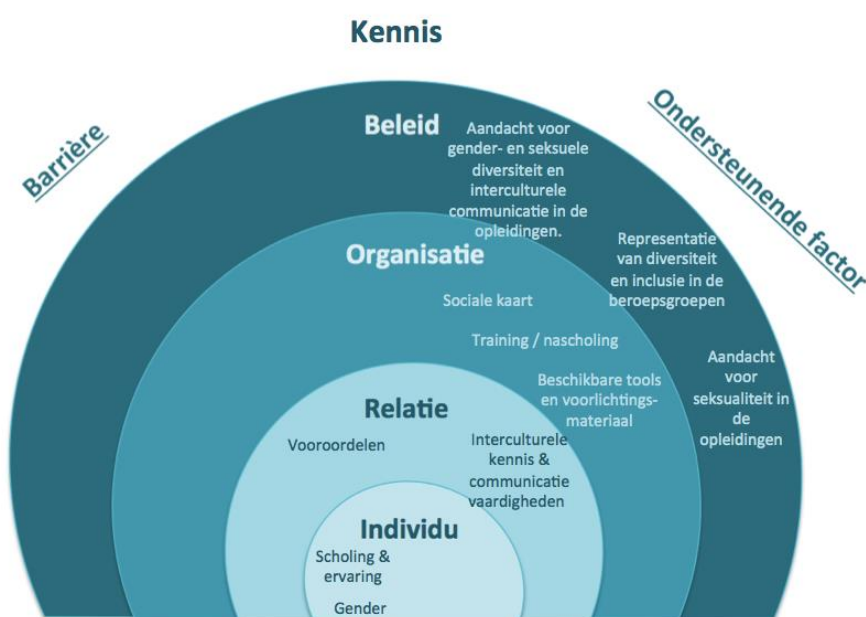 Kennis
Barrière
Ondersteunende factor
Beleid
Aandacht voor
gender- en seksuele
diversiteit en
interculturele
communicatie in de
opleidingen.
Representatie
van diversiteit
en inclusie in de
beroepsgroepen
Aandacht
voor
seksualiteit in
de
opleidingen
Organisatie
Sociale kaart
Training / nascholing
Beschikbare tools
en voorlichtings-
materiaal
Relatie
Vooroordelen
Interculturele
kennis &
communicatie
vaardigheden
Individu
Scholing &
ervaring
Gender